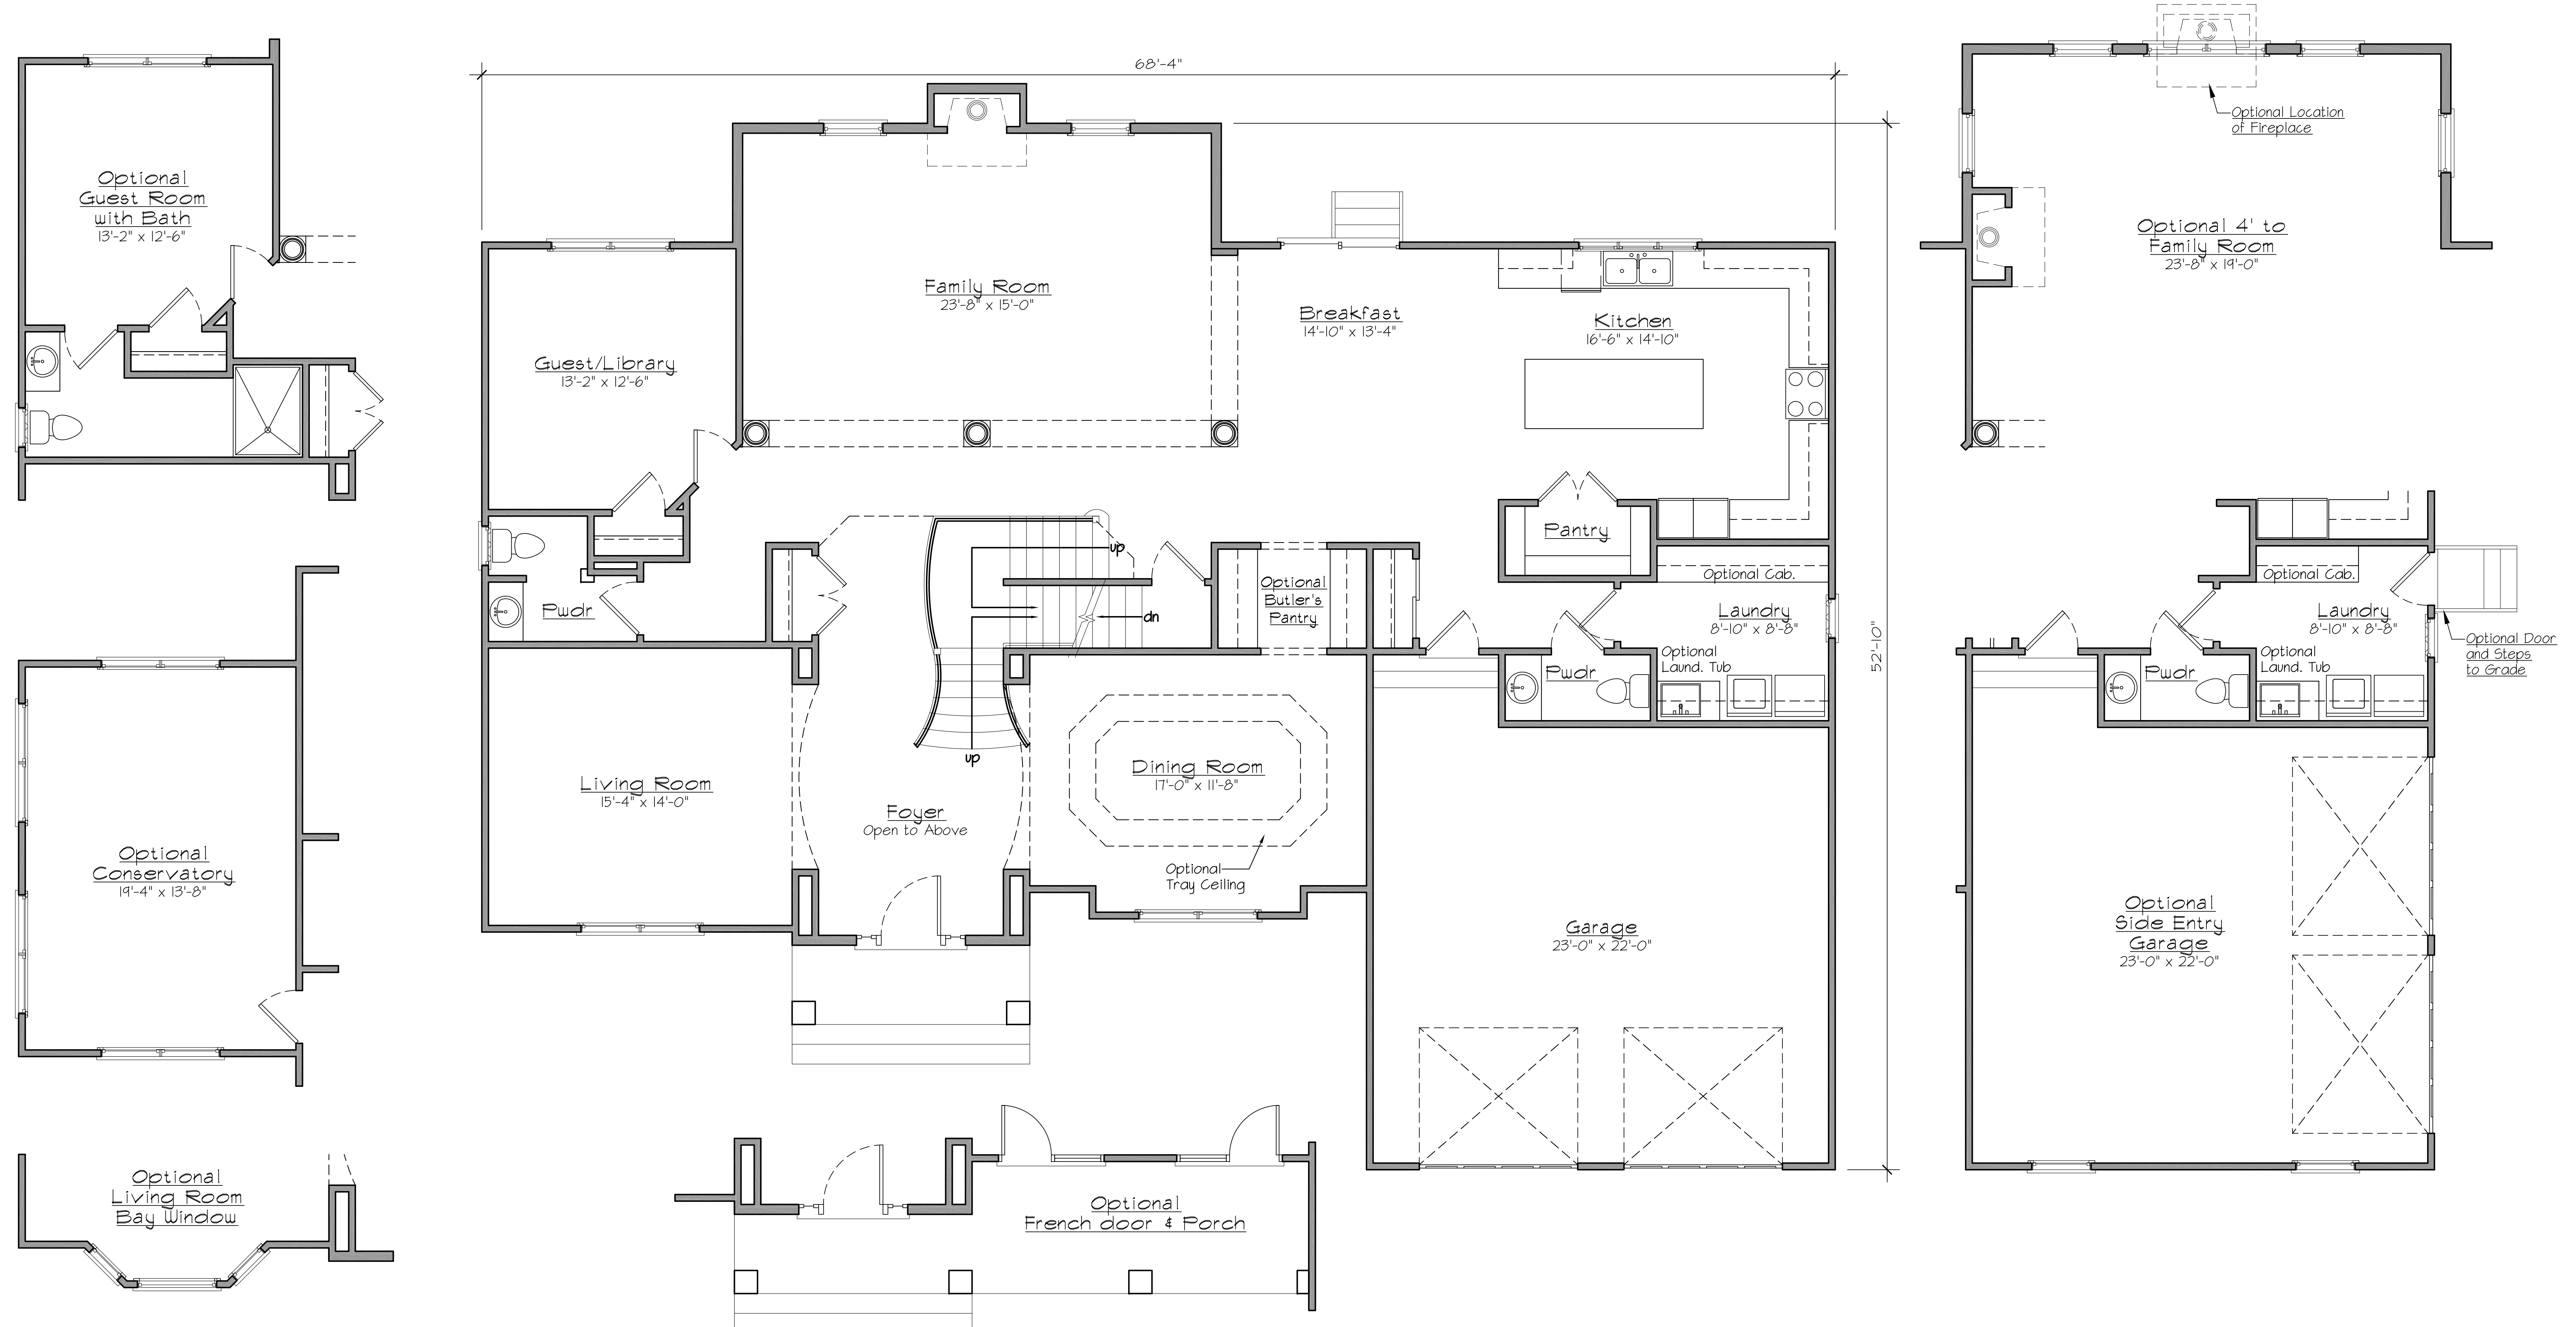 Optional
Guest Room
with Bath
13'-2" x 12'-6"
Optional
Conservatory
19'-4" x 13'-8"
Optional
Living Room
Bay Window
68'-4"
52'-10"
Family Room
23'-8" x 15'-0"
Guest/Library
13'-2" x 12'-6"
Breakfast
14'-10" x 13'-4"
Kitchen
16'-6" x 14'-10"
Pantry
Pwdr
up
dn
up
Optional
Butler's
Pantry
Optional Cab.
Laundry
8'-10" x 8'-8"
Optional
Laund. Tub
Pwdr
Living Room
15'-4" x 14'-0"
Foyer
Open to Above
Dining Room
17'-0" x 11'-8"
Optional
Tray Ceiling
Garage
23'-0" x 22'-0"
Optional
French door & Porch
Optional Location
of Fireplace
Optional 4' to
Family Room
23'-8" x 19'-0"
Optional Cab.
Laundry
8'-10" x 8'-8"
Optional
Laund. Tub
Pwdr
Optional Door
and Steps
to Grade
Optional
Side Entry
Garage
23'-0" x 22'-0"